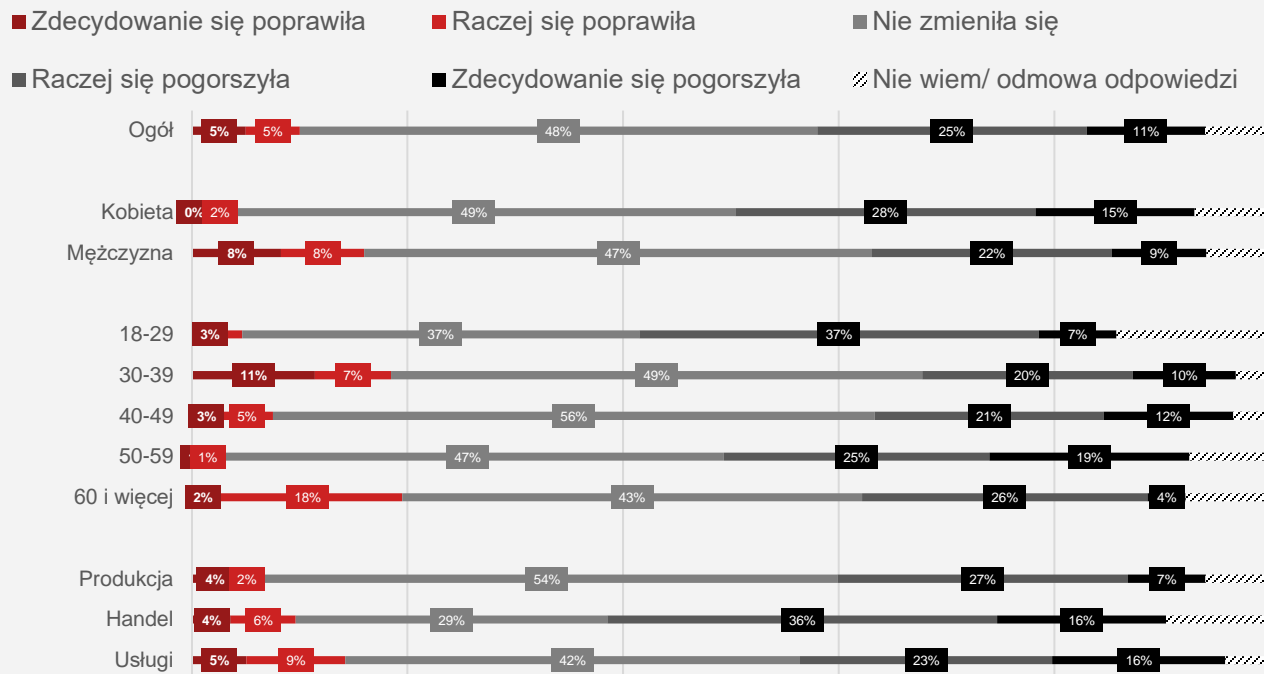 Zdecydowanie się poprawiła Raczej się poprawiła Nie zmieniła się
Raczej się pogorszyła Zdecydowanie się pogorszyła Nie wiem/ odmowa odpowiedzi
Ogół 5% 5% 48% 25% 11%
Kobieta 0% 2% 49% 28% 15%
Mężczyzna 8% 8% 47% 22% 9%
18-29 3% 37% 37% 7%
30-39 11% 7% 49% 20% 10%
40-49 3% 5% 56% 21% 12%
50-59 1% 47% 25% 19%
60 i więcej 2% 18% 43% 26% 4%
Produkcja 4% 2% 54% 27% 7%
Handel 4% 6% 29% 36% 16%
Usługi 5% 9% 42% 23% 16%